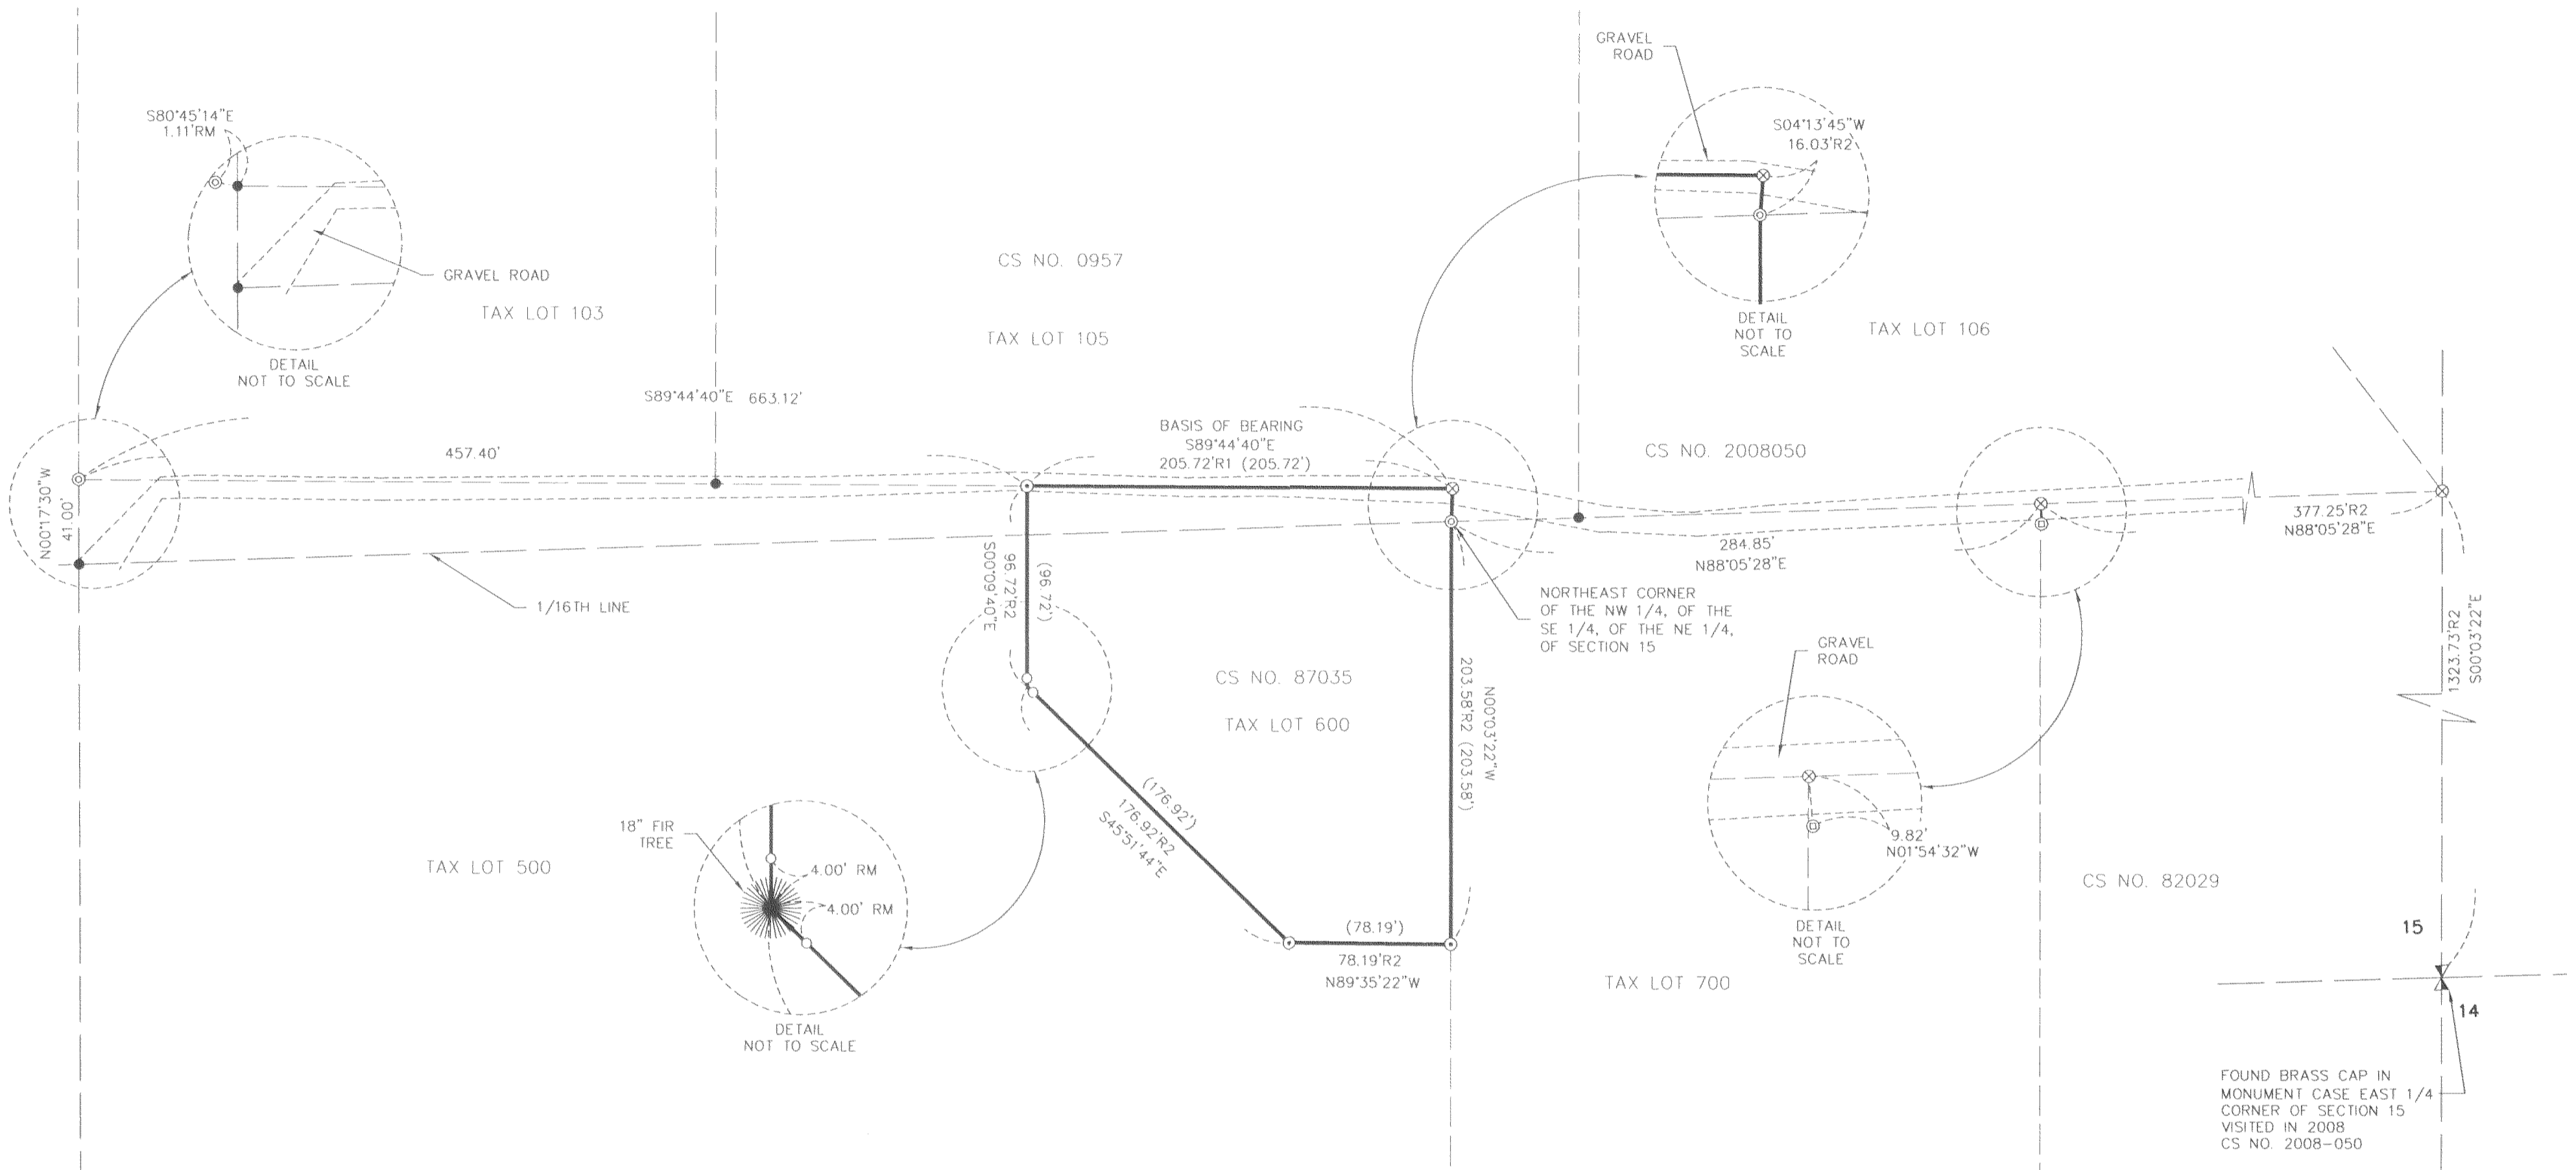 GRAVEL
ROAD
S80°45'14"E
1.11'RM
GRAVEL ROAD
TAX LOT 103
DETAIL
NOT TO SCALE
CS NO. 0957
TAX LOT 105
S04°13'45"W
16.03'R2
DETAIL
NOT TO
SCALE
TAX LOT 106
S89°44'40"E 663.12'
457.40'
BASIS OF BEARING
S89°44'40"E
205.72'R1 (205.72')
CS NO. 2008050
N00°17'30"W
41.00'
1/16TH LINE
(96.72')
96.72'R2
S00°09'40"E
284.85'
N88°05'28"E
377.25'R2
N88°05'28"E
NORTHEAST CORNER
OF THE NW 1/4, OF THE
SE 1/4, OF THE NE 1/4,
OF SECTION 15
1323.73'R2
S00°03'22"E
CS NO. 87035
TAX LOT 600
N00°03'22"W
203.58'R2 (203.58')
GRAVEL
ROAD
9.82'
N01°54'32"W
DETAIL
NOT TO
SCALE
(176.92')
176.92'R2
S45°51'44"E
18" FIR
TREE
4.00' RM
4.00' RM
DETAIL
NOT TO SCALE
TAX LOT 500
(78.19')
78.19'R2
N89°35'22"W
TAX LOT 700
CS NO. 82029
15
14
FOUND BRASS CAP IN
MONUMENT CASE EAST 1/4
CORNER OF SECTION 15
VISITED IN 2008
CS NO. 2008-050